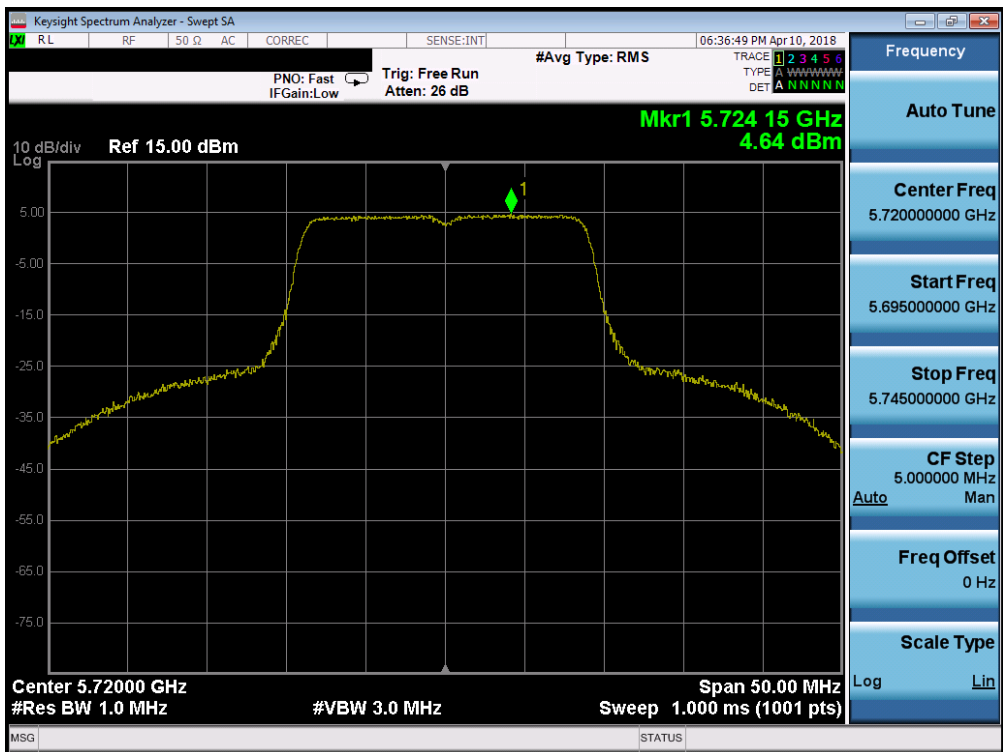 Keysight Spectrum Analyzer - Swept SA
LXI RL RF 50 Ω AC CORREC SENSE:INT 06:36:49 PM Apr 10, 2018
#Avg Type: RMS TRACE 1 2 3 4 5 6
PNO: Fast Trig: Free Run TYPE A WWWWW
IFGain:Low Atten: 26 dB DET A N N N N N
Mkr1 5.724 15 GHz
4.64 dBm
10 dB/div Ref 15.00 dBm
Log
1
5.00
-5.00
-15.0
-25.0
-35.0
-45.0
-55.0
-65.0
-75.0
Center 5.72000 GHz Span 50.00 MHz
#Res BW 1.0 MHz #VBW 3.0 MHz Sweep 1.000 ms (1001 pts)
MSG STATUS
Frequency
Auto Tune
Center Freq
5.720000000 GHz
Start Freq
5.695000000 GHz
Stop Freq
5.745000000 GHz
CF Step
5.000000 MHz
Auto Man
Freq Offset
0 Hz
Scale Type
Log Lin